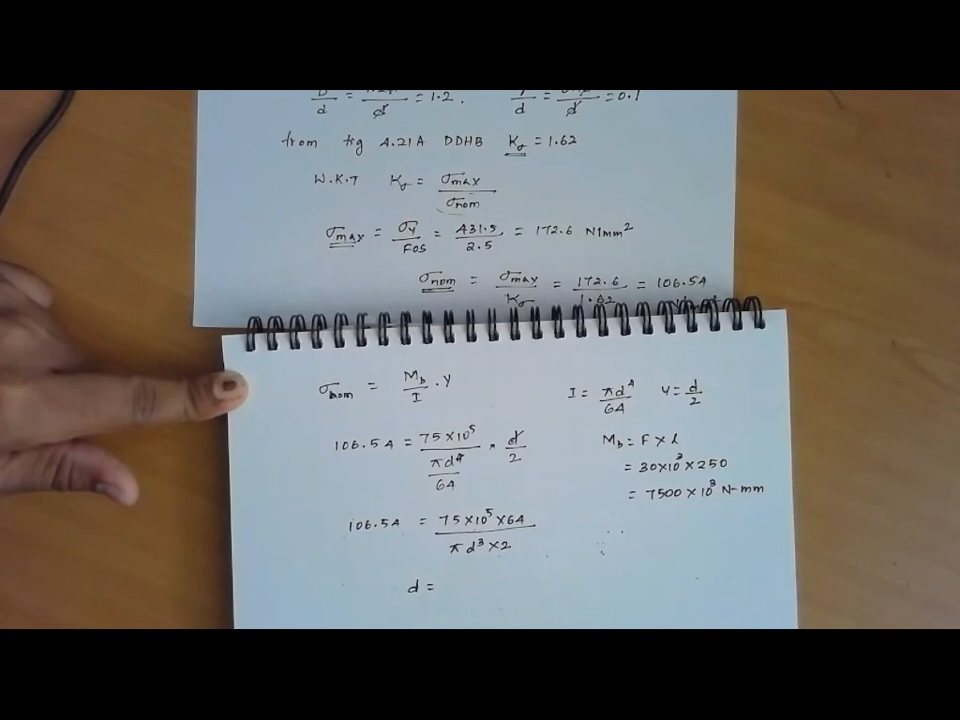 d = 1.2 . d = 0.1
from fig A.21A DDHB Kσ = 1.62
W.K.T Kσ = σmax / σnom
σmax = σy / FOS = 431.5 / 2.5 = 172.6 N/mm²
σnom = σmax / Kσ = 172.6 / 1.62 = 106.54
σnom = Mb / I . Y
I = πd⁴ / 64 Y = d / 2
106.54 = 75×10⁵ / (πd⁴ / 64) × d / 2
Mb = F × l
= 30×10³ × 250
= 7500 × 10³ N-mm
106.54 = 75×10⁵ × 64 / πd³ × 2
d =